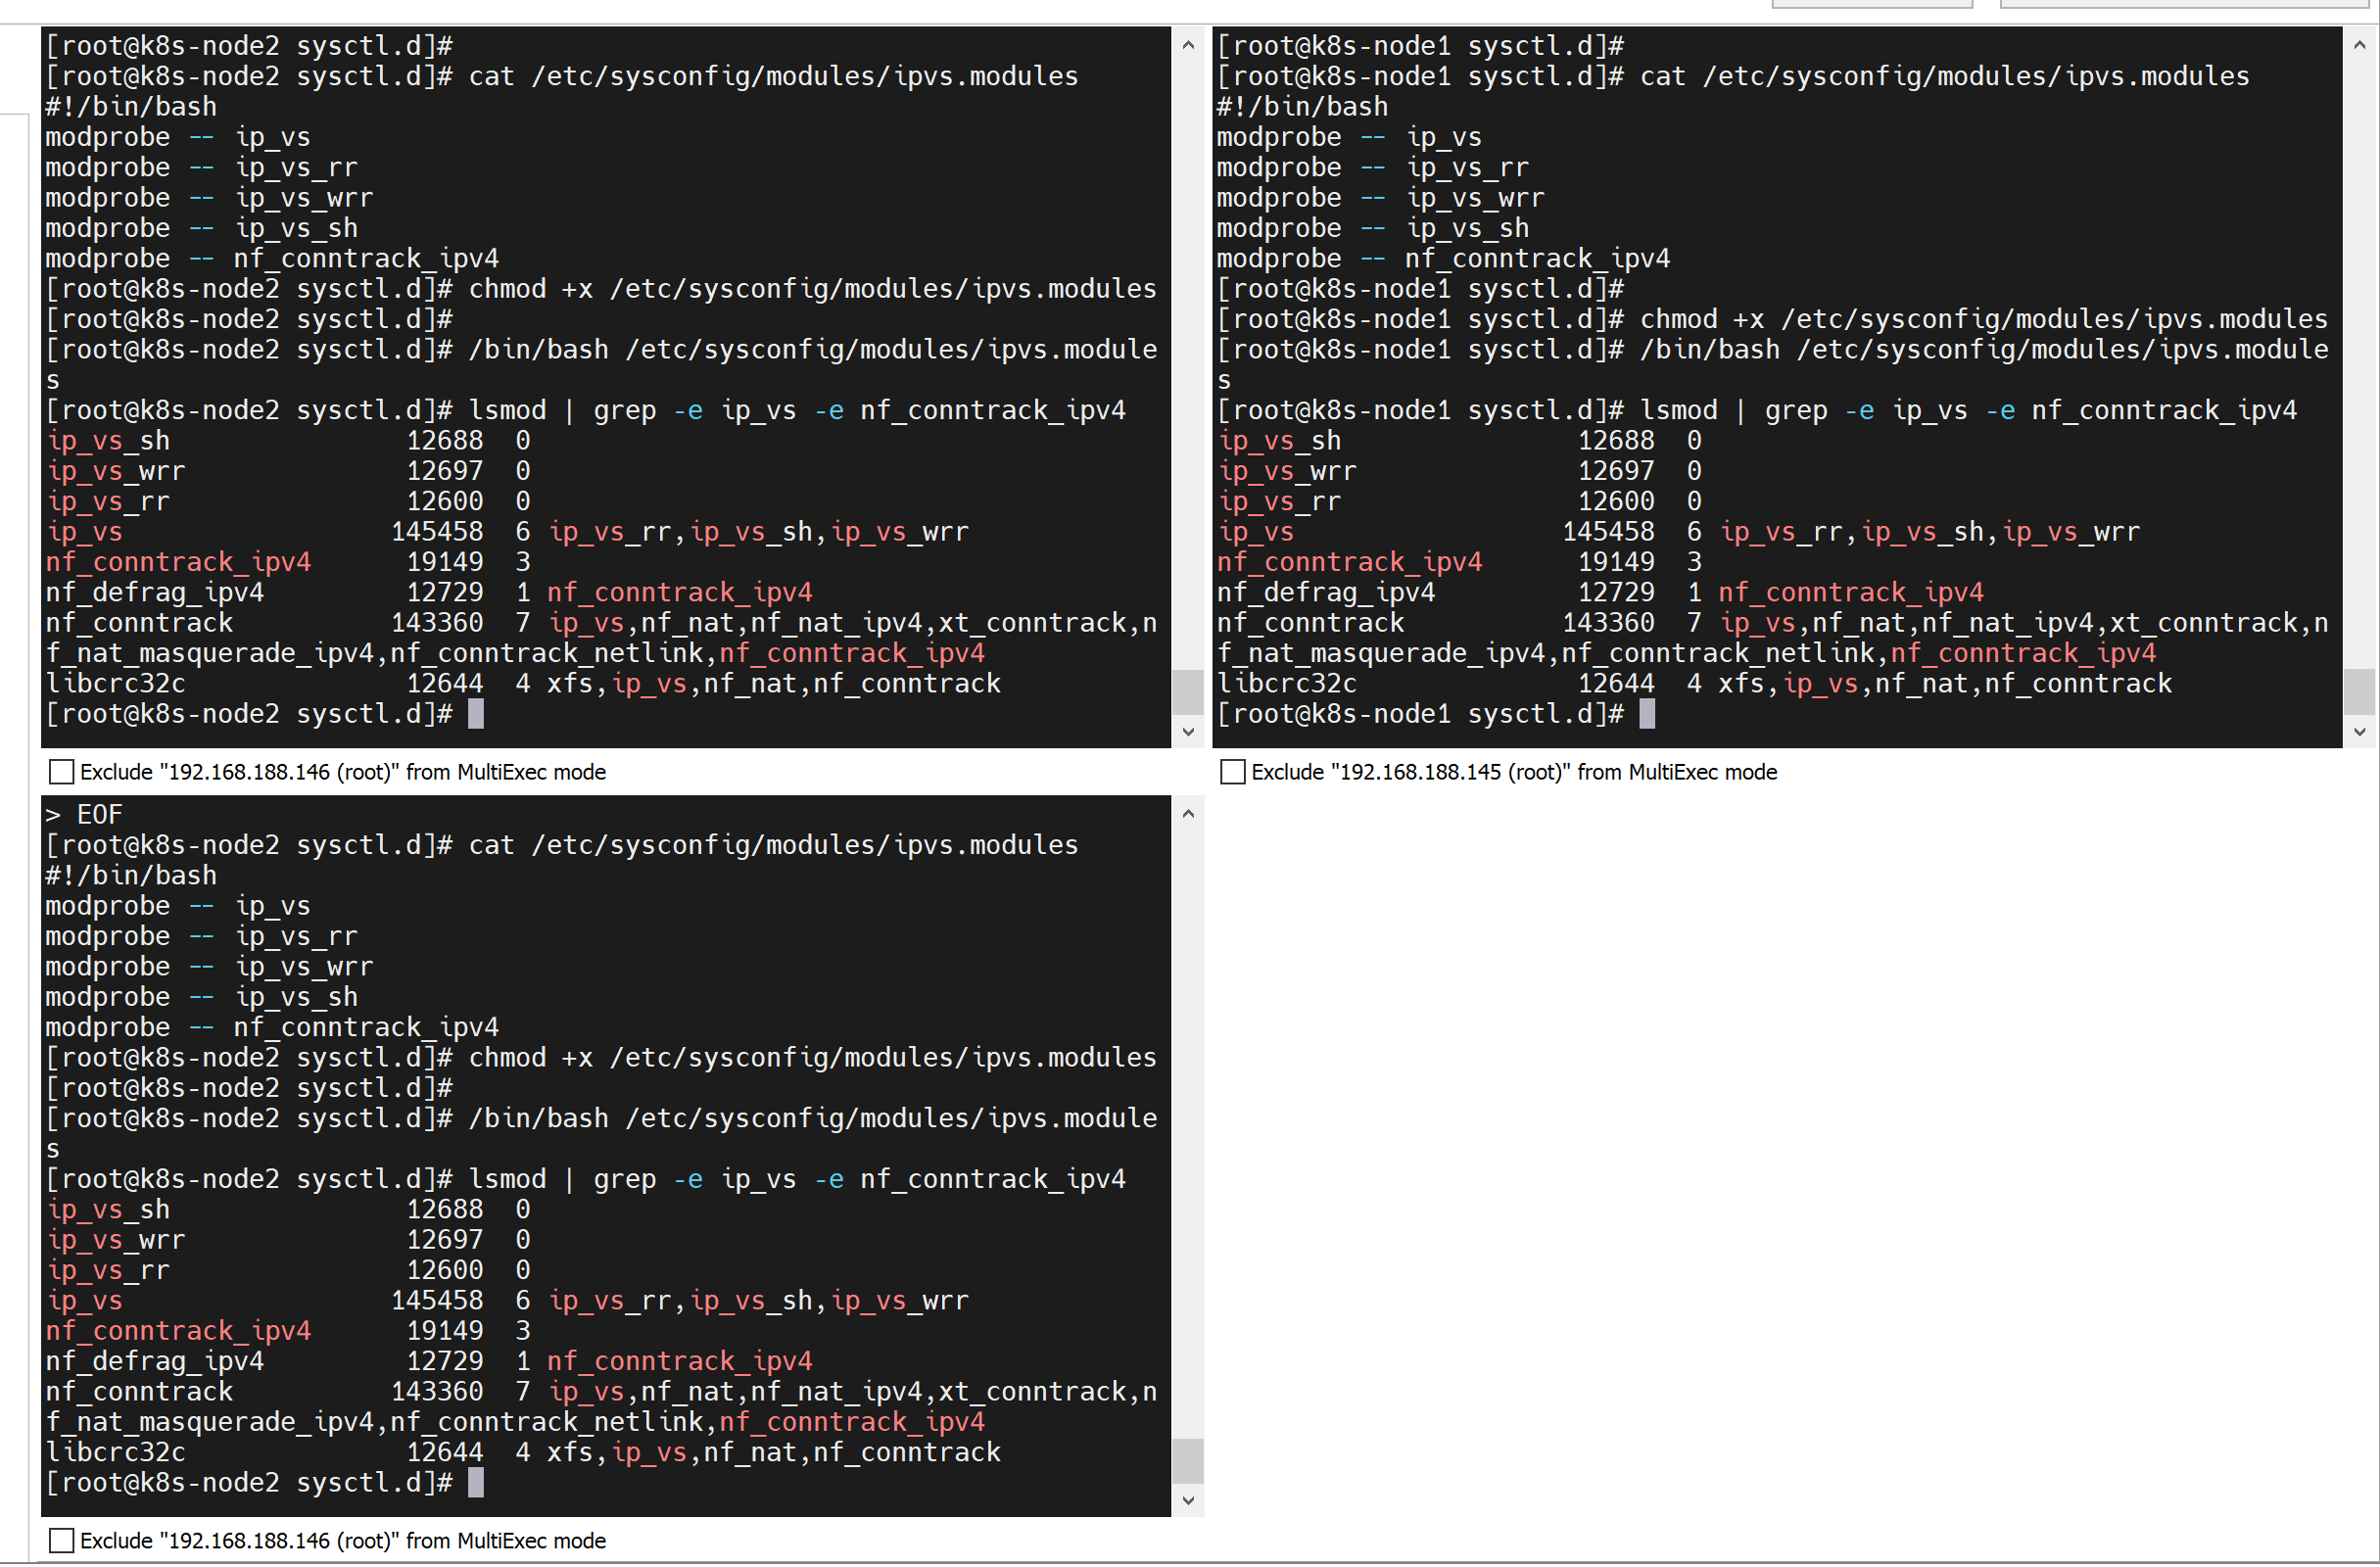 [root@k8s-node2 sysctl.d]#
[root@k8s-node2 sysctl.d]# cat /etc/sysconfig/modules/ipvs.modules
#!/bin/bash
modprobe -- ip_vs
modprobe -- ip_vs_rr
modprobe -- ip_vs_wrr
modprobe -- ip_vs_sh
modprobe -- nf_conntrack_ipv4
[root@k8s-node2 sysctl.d]# chmod +x /etc/sysconfig/modules/ipvs.modules
[root@k8s-node2 sysctl.d]#
[root@k8s-node2 sysctl.d]# /bin/bash /etc/sysconfig/modules/ipvs.module
s
[root@k8s-node2 sysctl.d]# lsmod | grep -e ip_vs -e nf_conntrack_ipv4
ip_vs_sh               12688  0
ip_vs_wrr              12697  0
ip_vs_rr               12600  0
ip_vs                 145458  6 ip_vs_rr,ip_vs_sh,ip_vs_wrr
nf_conntrack_ipv4      19149  3
nf_defrag_ipv4         12729  1 nf_conntrack_ipv4
nf_conntrack          143360  7 ip_vs,nf_nat,nf_nat_ipv4,xt_conntrack,n
f_nat_masquerade_ipv4,nf_conntrack_netlink,nf_conntrack_ipv4
libcrc32c              12644  4 xfs,ip_vs,nf_nat,nf_conntrack
[root@k8s-node2 sysctl.d]#
Exclude "192.168.188.146 (root)" from MultiExec mode
[root@k8s-node1 sysctl.d]#
[root@k8s-node1 sysctl.d]# cat /etc/sysconfig/modules/ipvs.modules
#!/bin/bash
modprobe -- ip_vs
modprobe -- ip_vs_rr
modprobe -- ip_vs_wrr
modprobe -- ip_vs_sh
modprobe -- nf_conntrack_ipv4
[root@k8s-node1 sysctl.d]#
[root@k8s-node1 sysctl.d]# chmod +x /etc/sysconfig/modules/ipvs.modules
[root@k8s-node1 sysctl.d]# /bin/bash /etc/sysconfig/modules/ipvs.module
s
[root@k8s-node1 sysctl.d]# lsmod | grep -e ip_vs -e nf_conntrack_ipv4
ip_vs_sh               12688  0
ip_vs_wrr              12697  0
ip_vs_rr               12600  0
ip_vs                 145458  6 ip_vs_rr,ip_vs_sh,ip_vs_wrr
nf_conntrack_ipv4      19149  3
nf_defrag_ipv4         12729  1 nf_conntrack_ipv4
nf_conntrack          143360  7 ip_vs,nf_nat,nf_nat_ipv4,xt_conntrack,n
f_nat_masquerade_ipv4,nf_conntrack_netlink,nf_conntrack_ipv4
libcrc32c              12644  4 xfs,ip_vs,nf_nat,nf_conntrack
[root@k8s-node1 sysctl.d]#
Exclude "192.168.188.145 (root)" from MultiExec mode
> EOF
[root@k8s-node2 sysctl.d]# cat /etc/sysconfig/modules/ipvs.modules
#!/bin/bash
modprobe -- ip_vs
modprobe -- ip_vs_rr
modprobe -- ip_vs_wrr
modprobe -- ip_vs_sh
modprobe -- nf_conntrack_ipv4
[root@k8s-node2 sysctl.d]# chmod +x /etc/sysconfig/modules/ipvs.modules
[root@k8s-node2 sysctl.d]#
[root@k8s-node2 sysctl.d]# /bin/bash /etc/sysconfig/modules/ipvs.module
s
[root@k8s-node2 sysctl.d]# lsmod | grep -e ip_vs -e nf_conntrack_ipv4
ip_vs_sh               12688  0
ip_vs_wrr              12697  0
ip_vs_rr               12600  0
ip_vs                 145458  6 ip_vs_rr,ip_vs_sh,ip_vs_wrr
nf_conntrack_ipv4      19149  3
nf_defrag_ipv4         12729  1 nf_conntrack_ipv4
nf_conntrack          143360  7 ip_vs,nf_nat,nf_nat_ipv4,xt_conntrack,n
f_nat_masquerade_ipv4,nf_conntrack_netlink,nf_conntrack_ipv4
libcrc32c              12644  4 xfs,ip_vs,nf_nat,nf_conntrack
[root@k8s-node2 sysctl.d]#
Exclude "192.168.188.146 (root)" from MultiExec mode